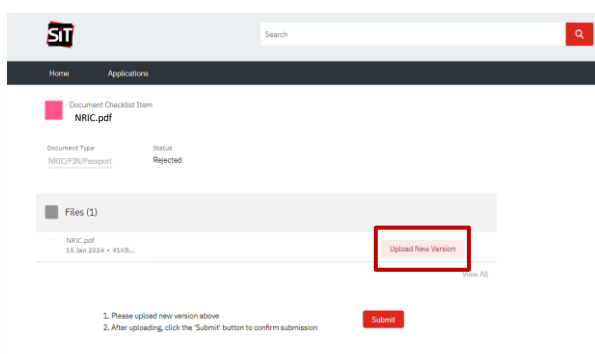 SiT
Search
Home Applications
Document Checklist Item
NRIC.pdf
Document Type Status
NRIC/FIN/Passport Rejected
Files (1)
NRIC.pdf
15 Jan 2024 • 41KB...
Upload New Version
View All
1. Please upload new version above
2. After uploading, click the 'Submit' button to confirm submission
Submit